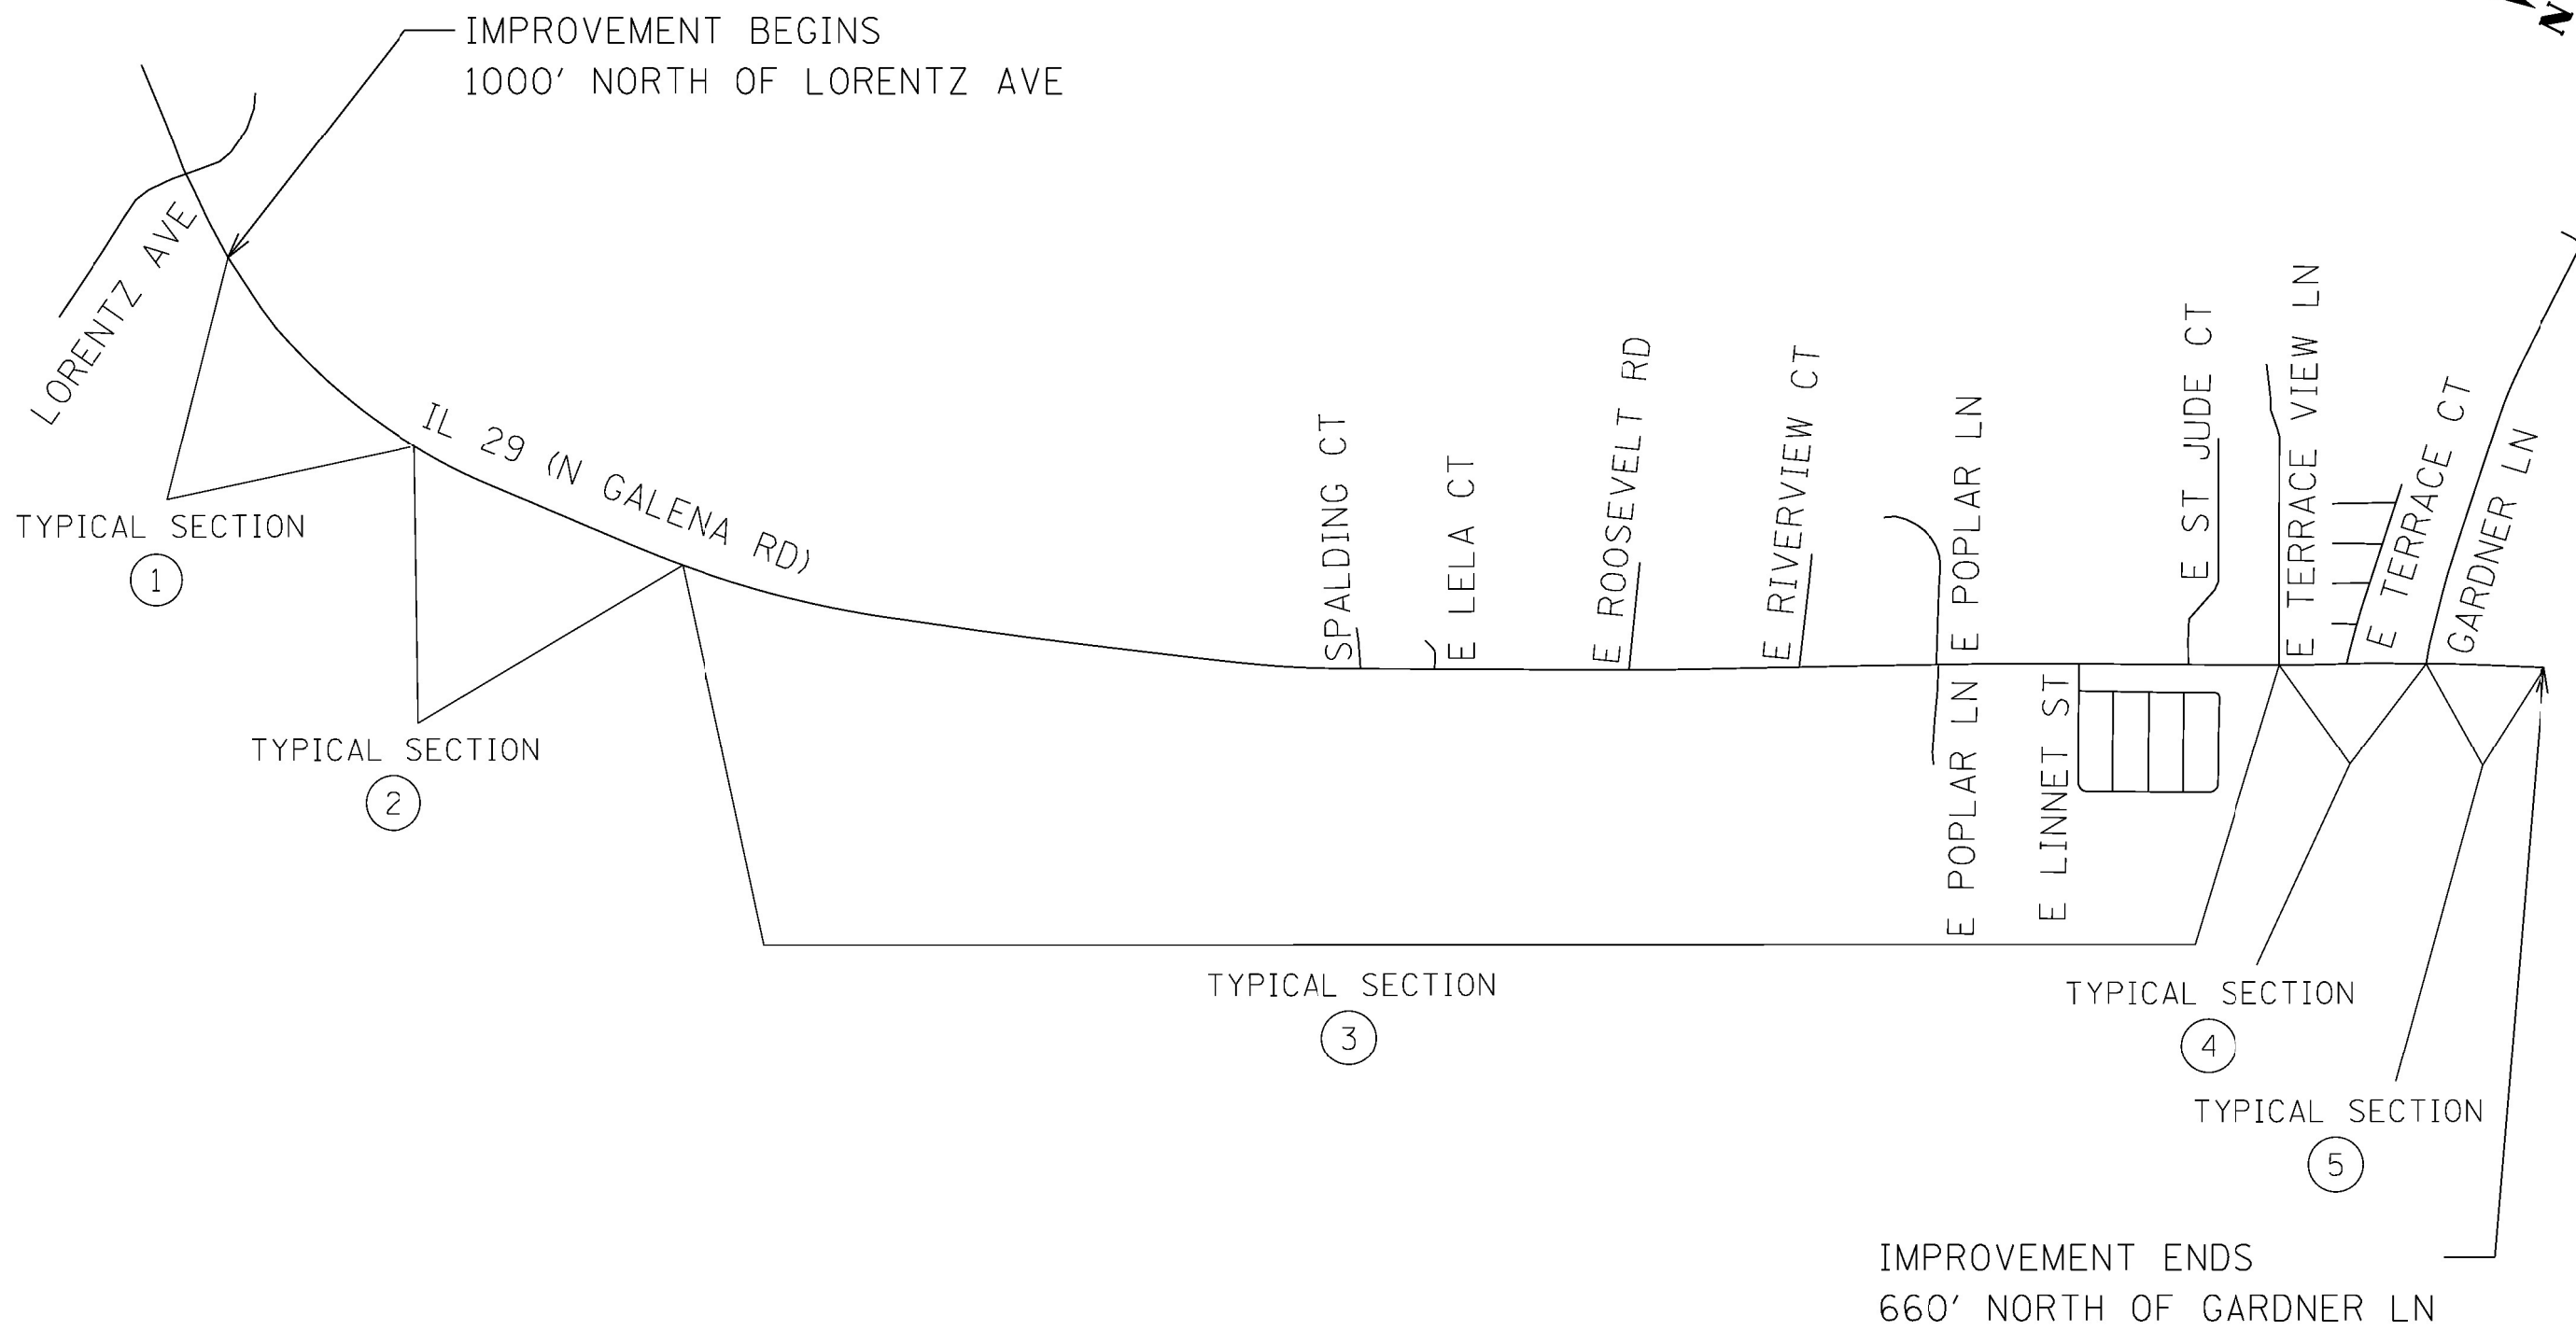 N
IMPROVEMENT BEGINS
1000' NORTH OF LORENTZ AVE
LORENTZ AVE
IL 29 (N GALENA RD)
TYPICAL SECTION
1
TYPICAL SECTION
2
SPALDING CT
E LELA CT
E ROOSEVELT RD
E RIVERVIEW CT
E POPLAR LN
E ST JUDE CT
E TERRACE VIEW LN
E TERRACE CT
GARDNER LN
E POPLAR LN
E LINNET ST
TYPICAL SECTION
3
TYPICAL SECTION
4
TYPICAL SECTION
5
IMPROVEMENT ENDS
660' NORTH OF GARDNER LN